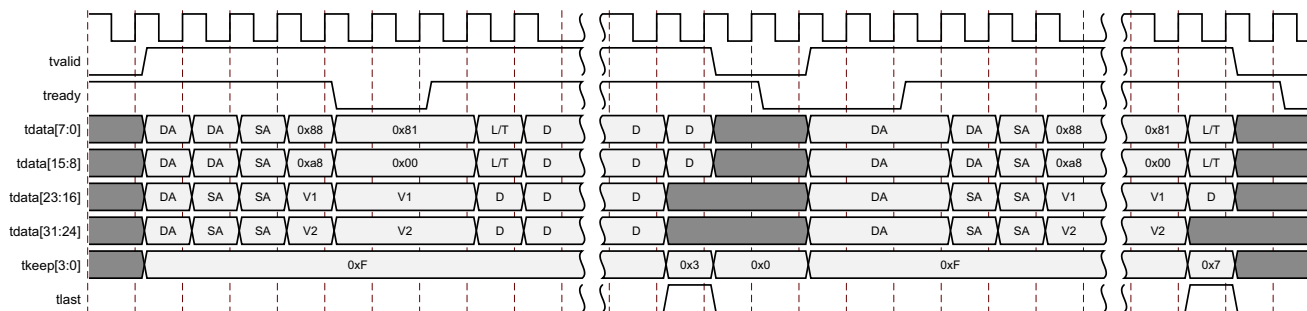 tvalid
tready
tdata[7:0] DA DA SA 0x88 0x81 L/T D D D DA DA SA 0x88 0x81 L/T
tdata[15:8] DA DA SA 0xa8 0x00 L/T D D D DA DA SA 0xa8 0x00 L/T
tdata[23:16] DA SA SA V1 V1 D D D DA SA SA V1 V1 D
tdata[31:24] DA SA SA V2 V2 D D D DA SA SA V2 V2
tkeep[3:0] 0xF 0x3 0x0 0xF 0x7
tlast